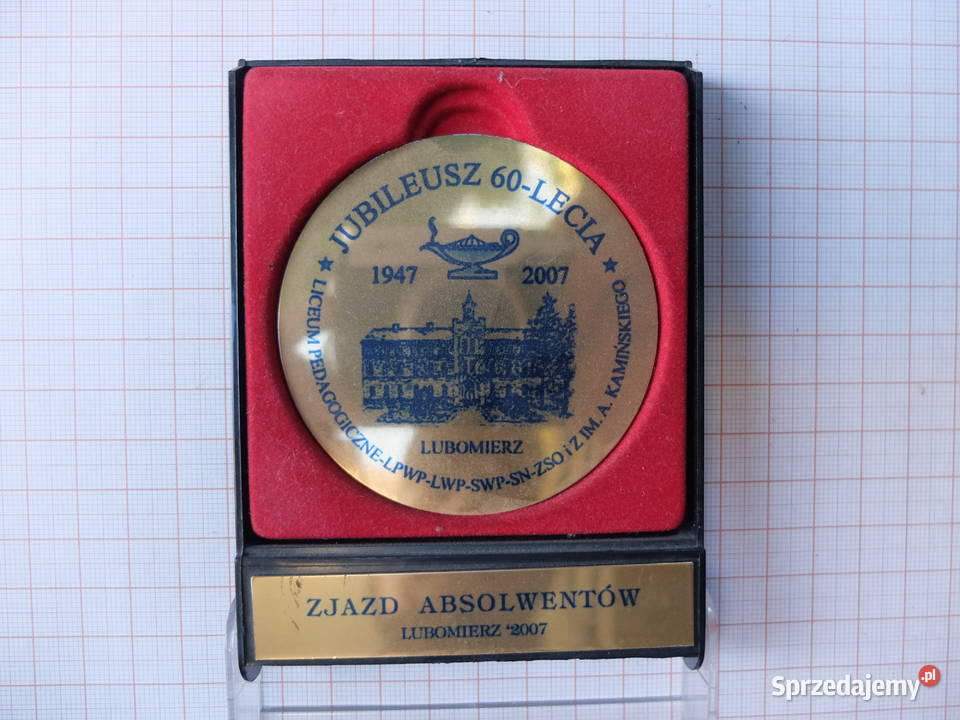 ★ JUBILEUSZ 60-LECIA ★
1947 2007
LUBOMIERZ
LICEUM PEDAGOGICZNE-LPWP-LWP-SWP-SN-ZSO i Z IM. A. KAMIŃSKIEGO
ZJAZD ABSOLWENTÓW
LUBOMIERZ '2007
Sprzedajemy.pl